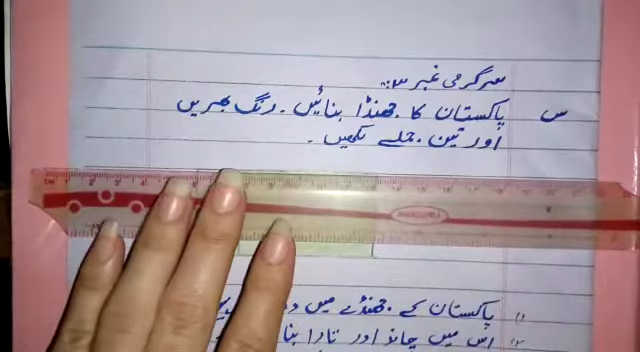 سرگرمی نمبر ۳:
س پاکستان کا جھنڈا بنائیں۔ رنگ بھریں
اور تین جملے لکھیں۔
پاکستان کے جھنڈے میں
اس میں چاند اور تارا بنا